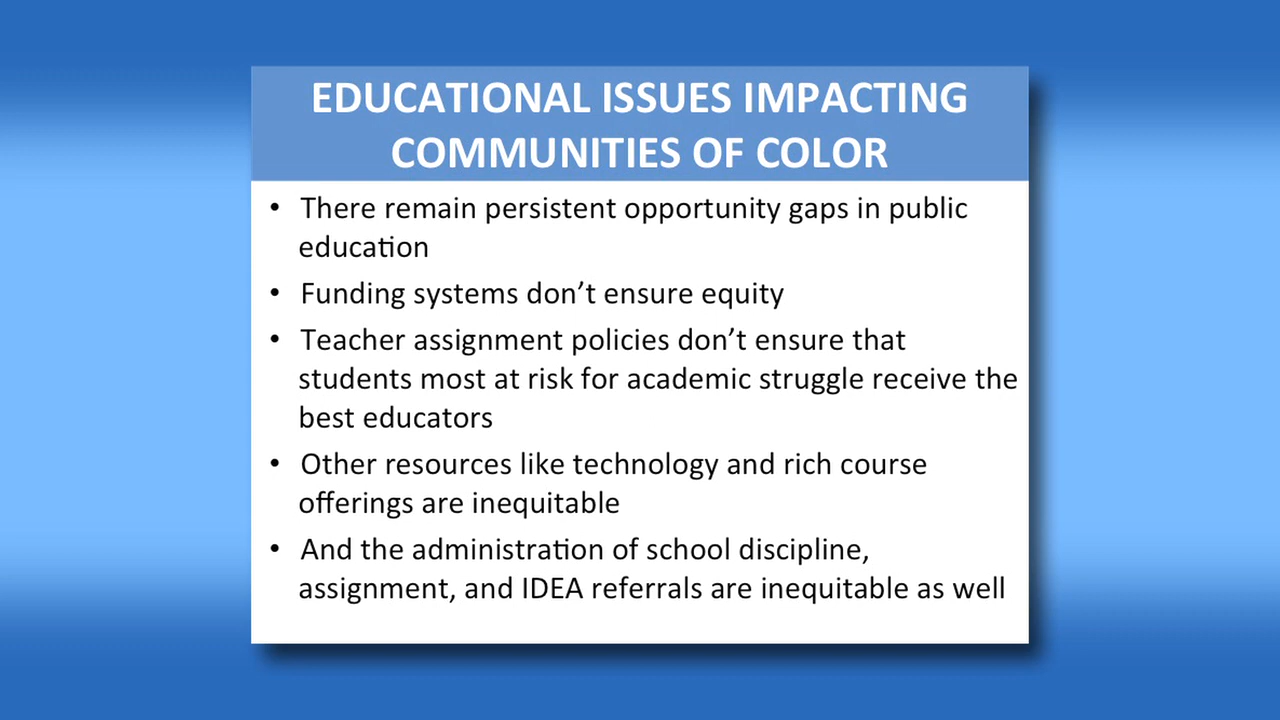 EDUCATIONAL ISSUES IMPACTING
COMMUNITIES OF COLOR
• There remain persistent opportunity gaps in public
education
• Funding systems don’t ensure equity
• Teacher assignment policies don’t ensure that
students most at risk for academic struggle receive the
best educators
• Other resources like technology and rich course
offerings are inequitable
• And the administration of school discipline,
assignment, and IDEA referrals are inequitable as well